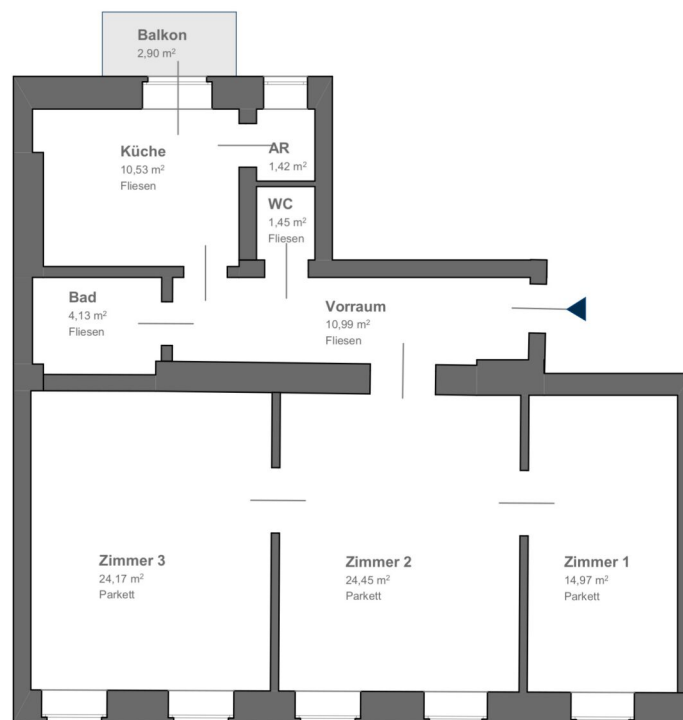 Balkon
2,90 m²
Küche
10,53 m²
Fliesen
AR
1,42 m²
WC
1,45 m²
Fliesen
Bad
4,13 m²
Fliesen
Vorraum
10,99 m²
Fliesen
Zimmer 3
24,17 m²
Parkett
Zimmer 2
24,45 m²
Parkett
Zimmer 1
14,97 m²
Parkett